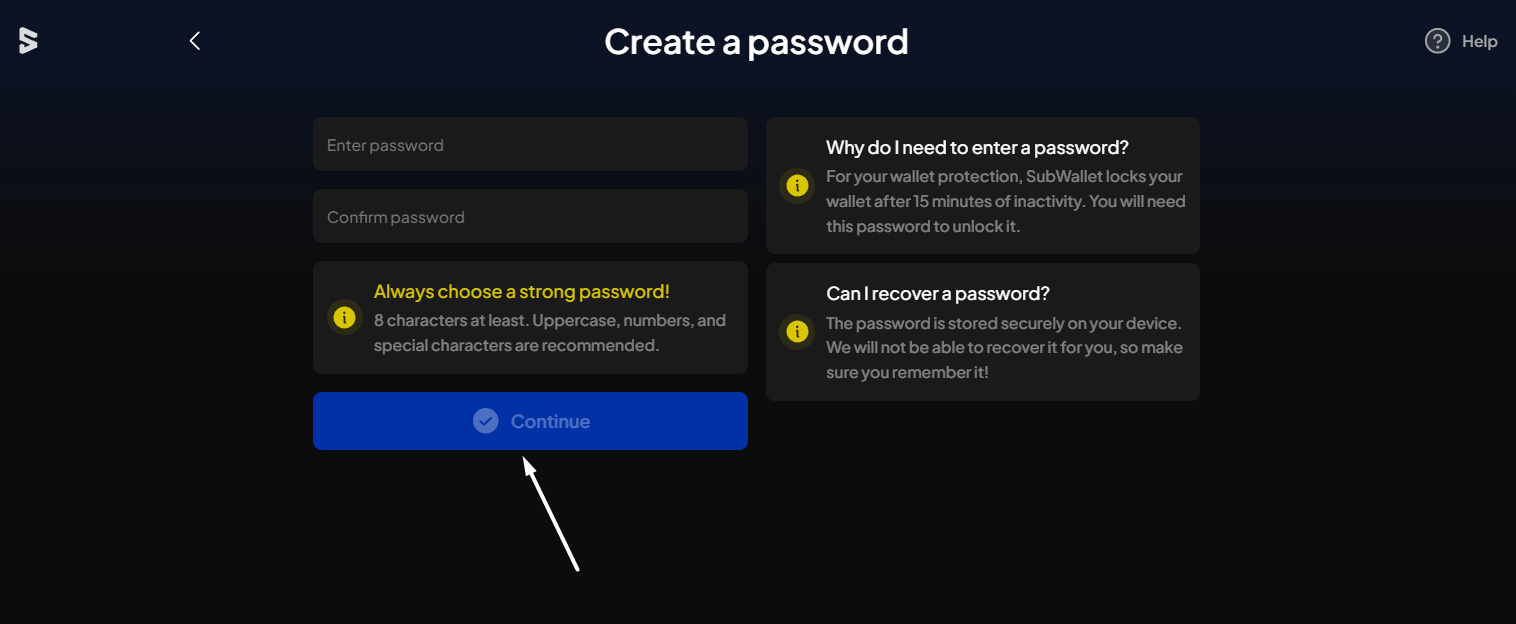 Create a password
Help
Enter password
Confirm password
Always choose a strong password!
8 characters at least. Uppercase, numbers, and
special characters are recommended.
Continue
Why do I need to enter a password?
For your wallet protection, SubWallet locks your
wallet after 15 minutes of inactivity. You will need
this password to unlock it.
Can I recover a password?
The password is stored securely on your device.
We will not be able to recover it for you, so make
sure you remember it!